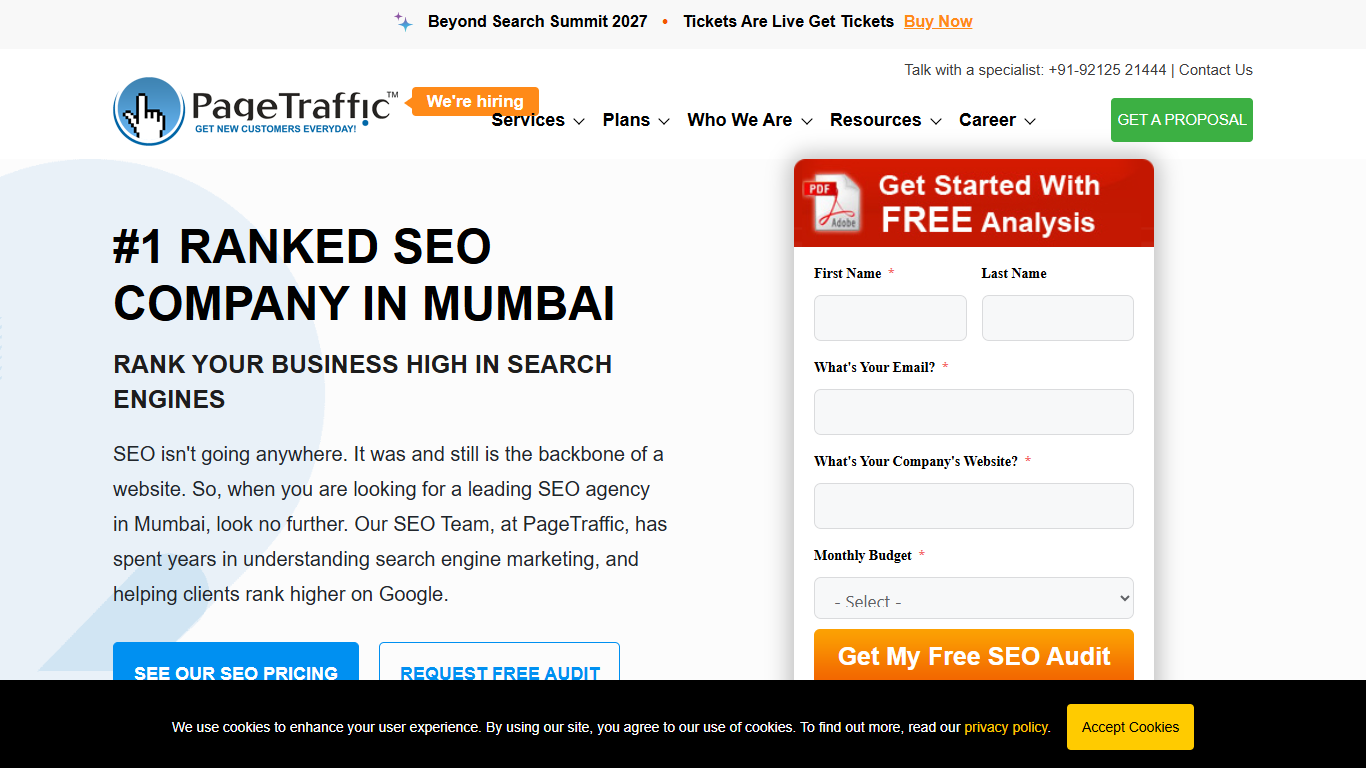 Beyond Search Summit 2027 • Tickets Are Live Get Tickets Buy Now
Talk with a specialist: +91-92125 21444 | Contact Us
PageTraffic™
GET NEW CUSTOMERS EVERYDAY!
We're hiring
Services Plans Who We Are Resources Career
GET A PROPOSAL
#1 RANKED SEO
COMPANY IN MUMBAI
RANK YOUR BUSINESS HIGH IN SEARCH
ENGINES
SEO isn't going anywhere. It was and still is the backbone of a
website. So, when you are looking for a leading SEO agency
in Mumbai, look no further. Our SEO Team, at PageTraffic, has
spent years in understanding search engine marketing, and
helping clients rank higher on Google.
SEE OUR SEO PRICING
REQUEST FREE AUDIT
PDF
Adobe
Get Started With
FREE Analysis
First Name *
Last Name
What's Your Email? *
What's Your Company's Website? *
Monthly Budget *
- Select -
Get My Free SEO Audit
We use cookies to enhance your user experience. By using our site, you agree to our use of cookies. To find out more, read our privacy policy.
Accept Cookies